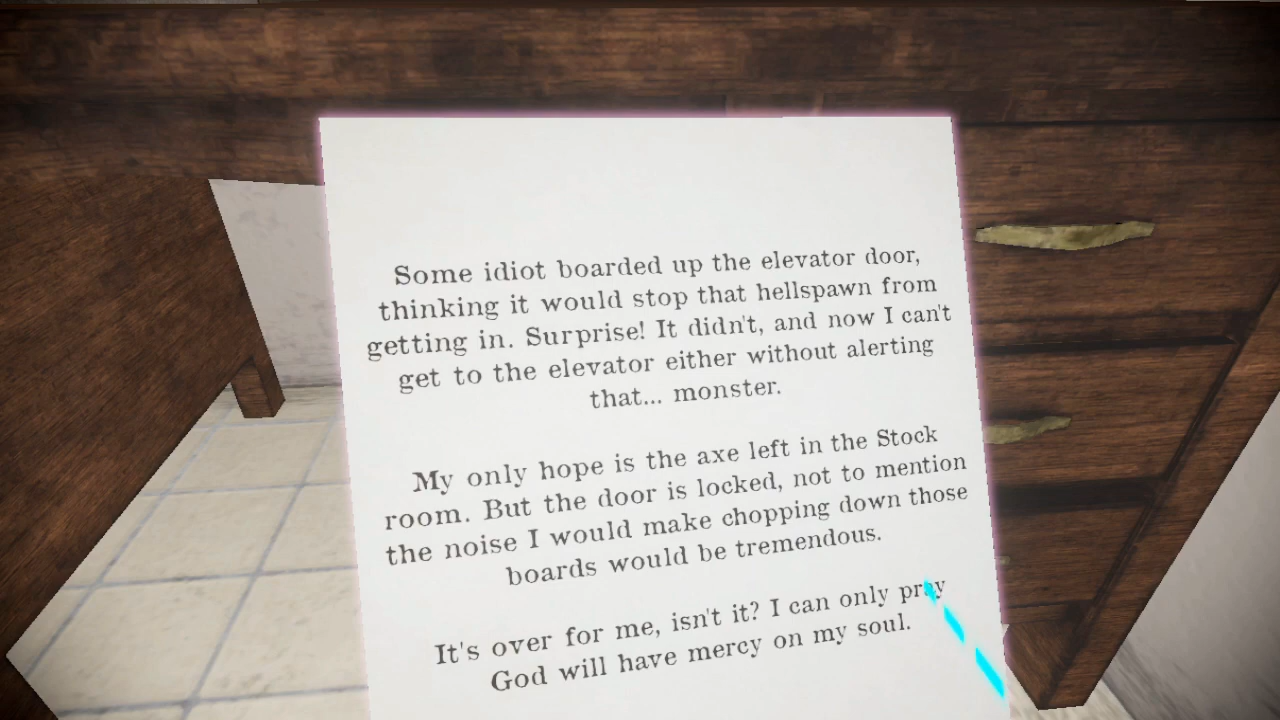 Some idiot boarded up the elevator door,
thinking it would stop that hellspawn from
getting in. Surprise! It didn't, and now I can't
get to the elevator either without alerting
that... monster.
My only hope is the axe left in the Stock
room. But the door is locked, not to mention
the noise I would make chopping down those
boards would be tremendous.
It's over for me, isn't it? I can only pray
God will have mercy on my soul.